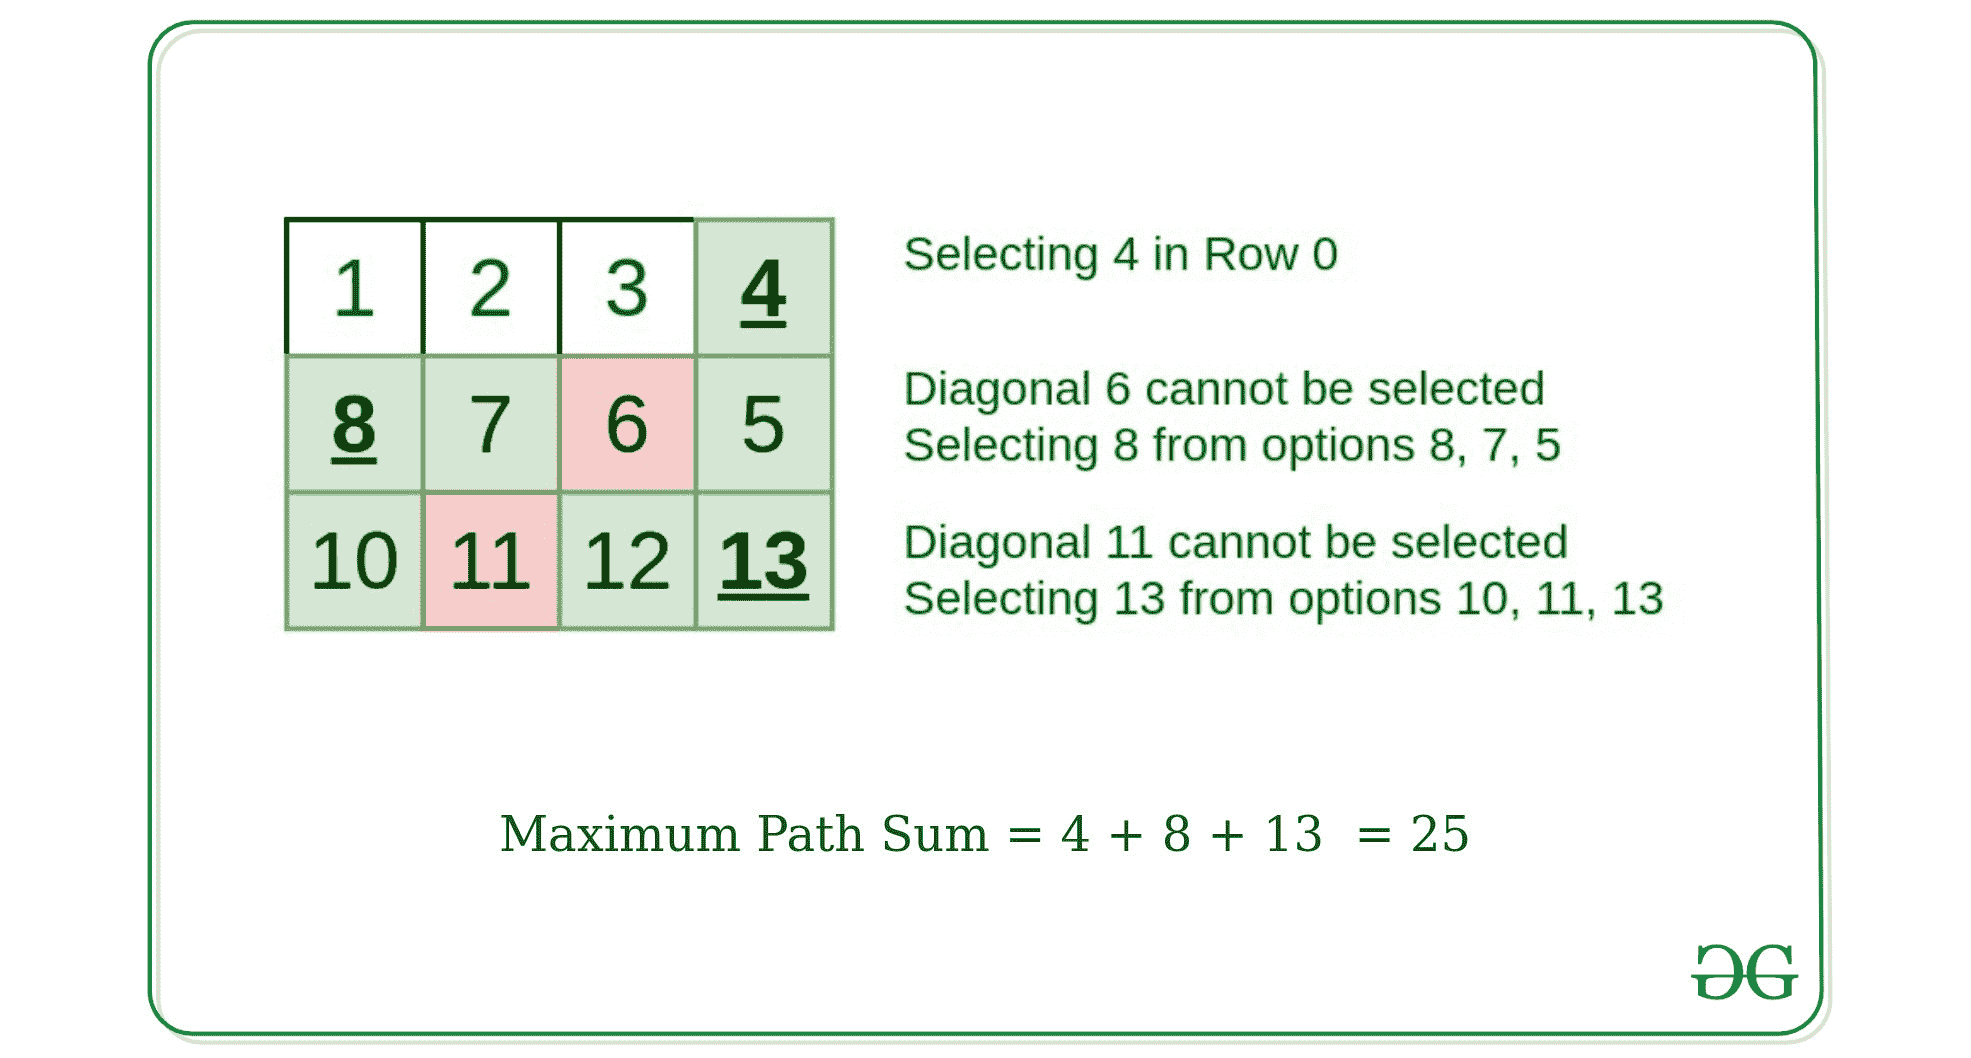 1 2 3 4
Selecting 4 in Row 0
8 7 6 5
Diagonal 6 cannot be selected
Selecting 8 from options 8, 7, 5
10 11 12 13
Diagonal 11 cannot be selected
Selecting 13 from options 10, 11, 13
Maximum Path Sum = 4 + 8 + 13 = 25